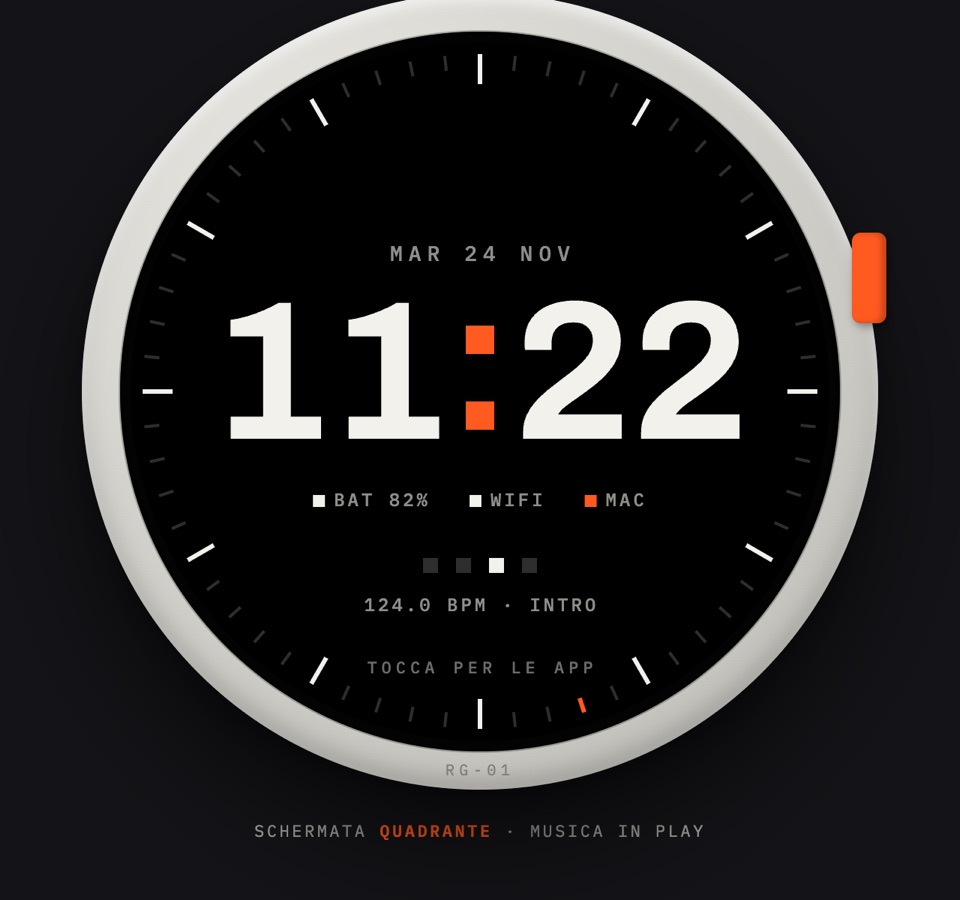 MAR 24 NOV
11:22
BAT 82% WIFI MAC
124.0 BPM · INTRO
TOCCA PER LE APP
RG-01
SCHERMATA QUADRANTE · MUSICA IN PLAY